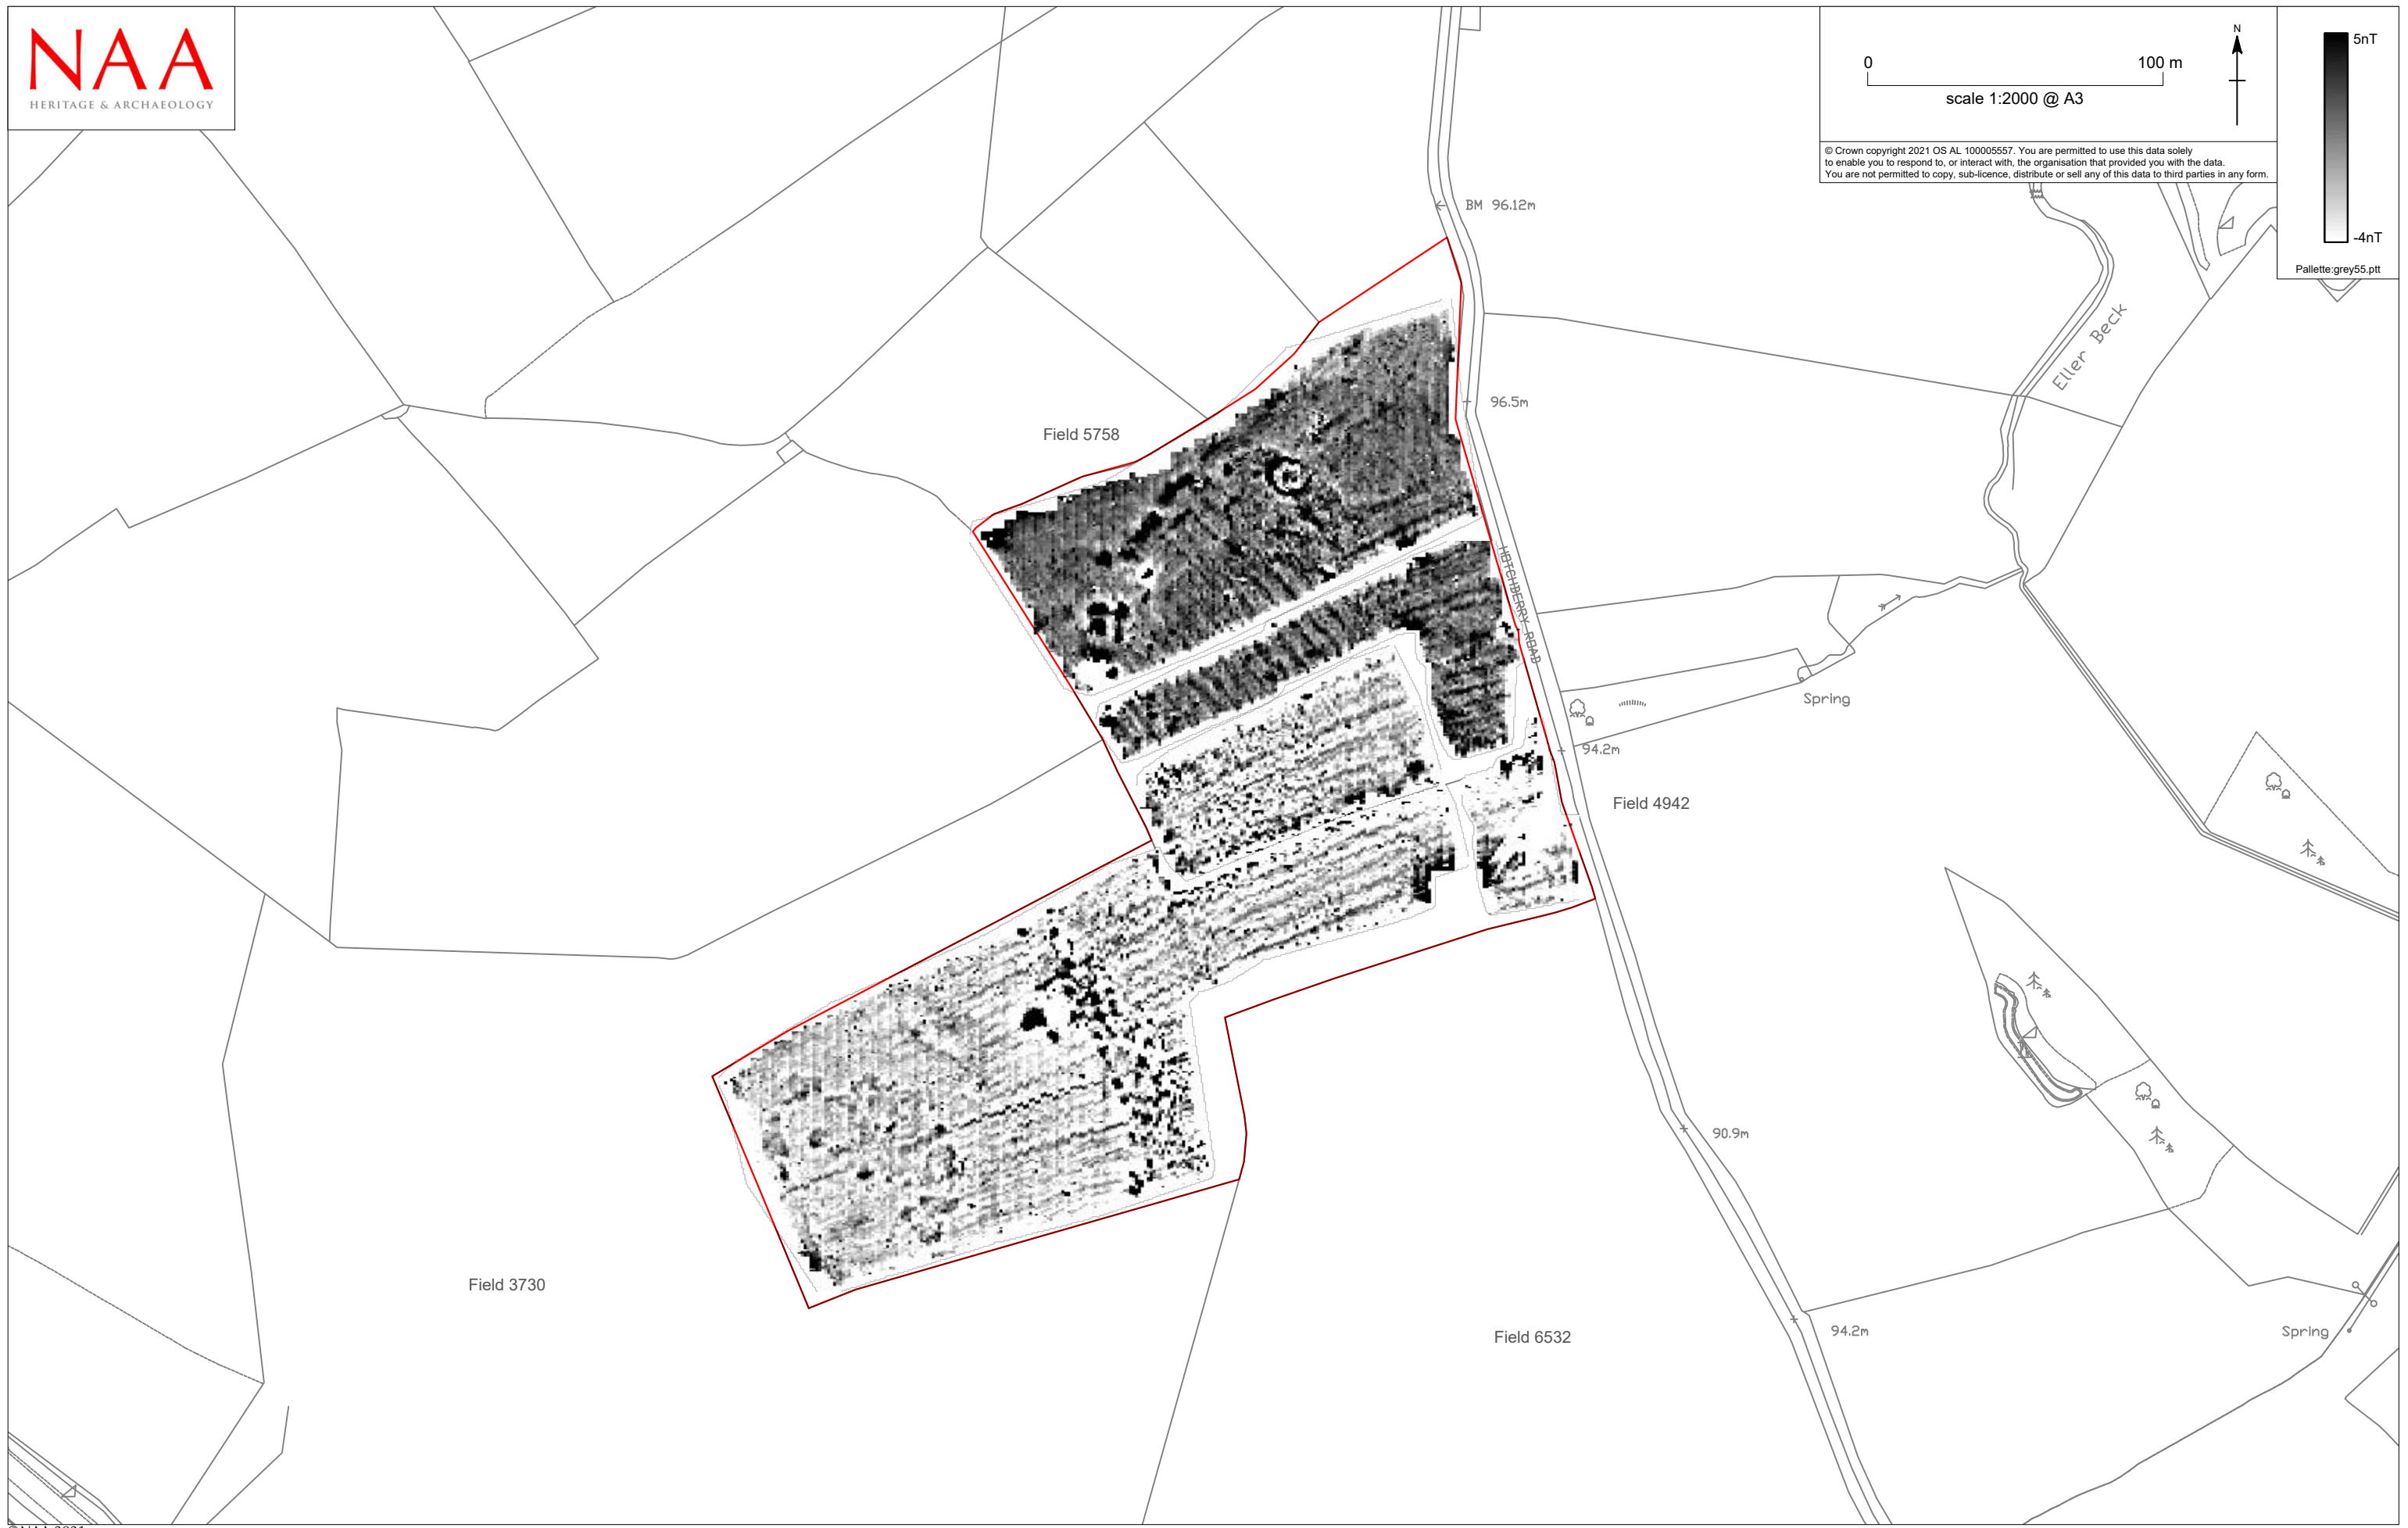 NAA
HERITAGE & ARCHAEOLOGY
0 100 m
scale 1:2000 @ A3
N
© Crown copyright 2021 OS AL 100005557. You are permitted to use this data solely
to enable you to respond to, or interact with, the organisation that provided you with the data.
You are not permitted to copy, sub-licence, distribute or sell any of this data to third parties in any form.
5nT
-4nT
Pallette:grey55.ptt
BM 96.12m
Eller Beck
96.5m
Field 5758
HOTCHBERRY ROAD
Spring
94.2m
Field 4942
90.9m
Field 3730
94.2m
Spring
Field 6532